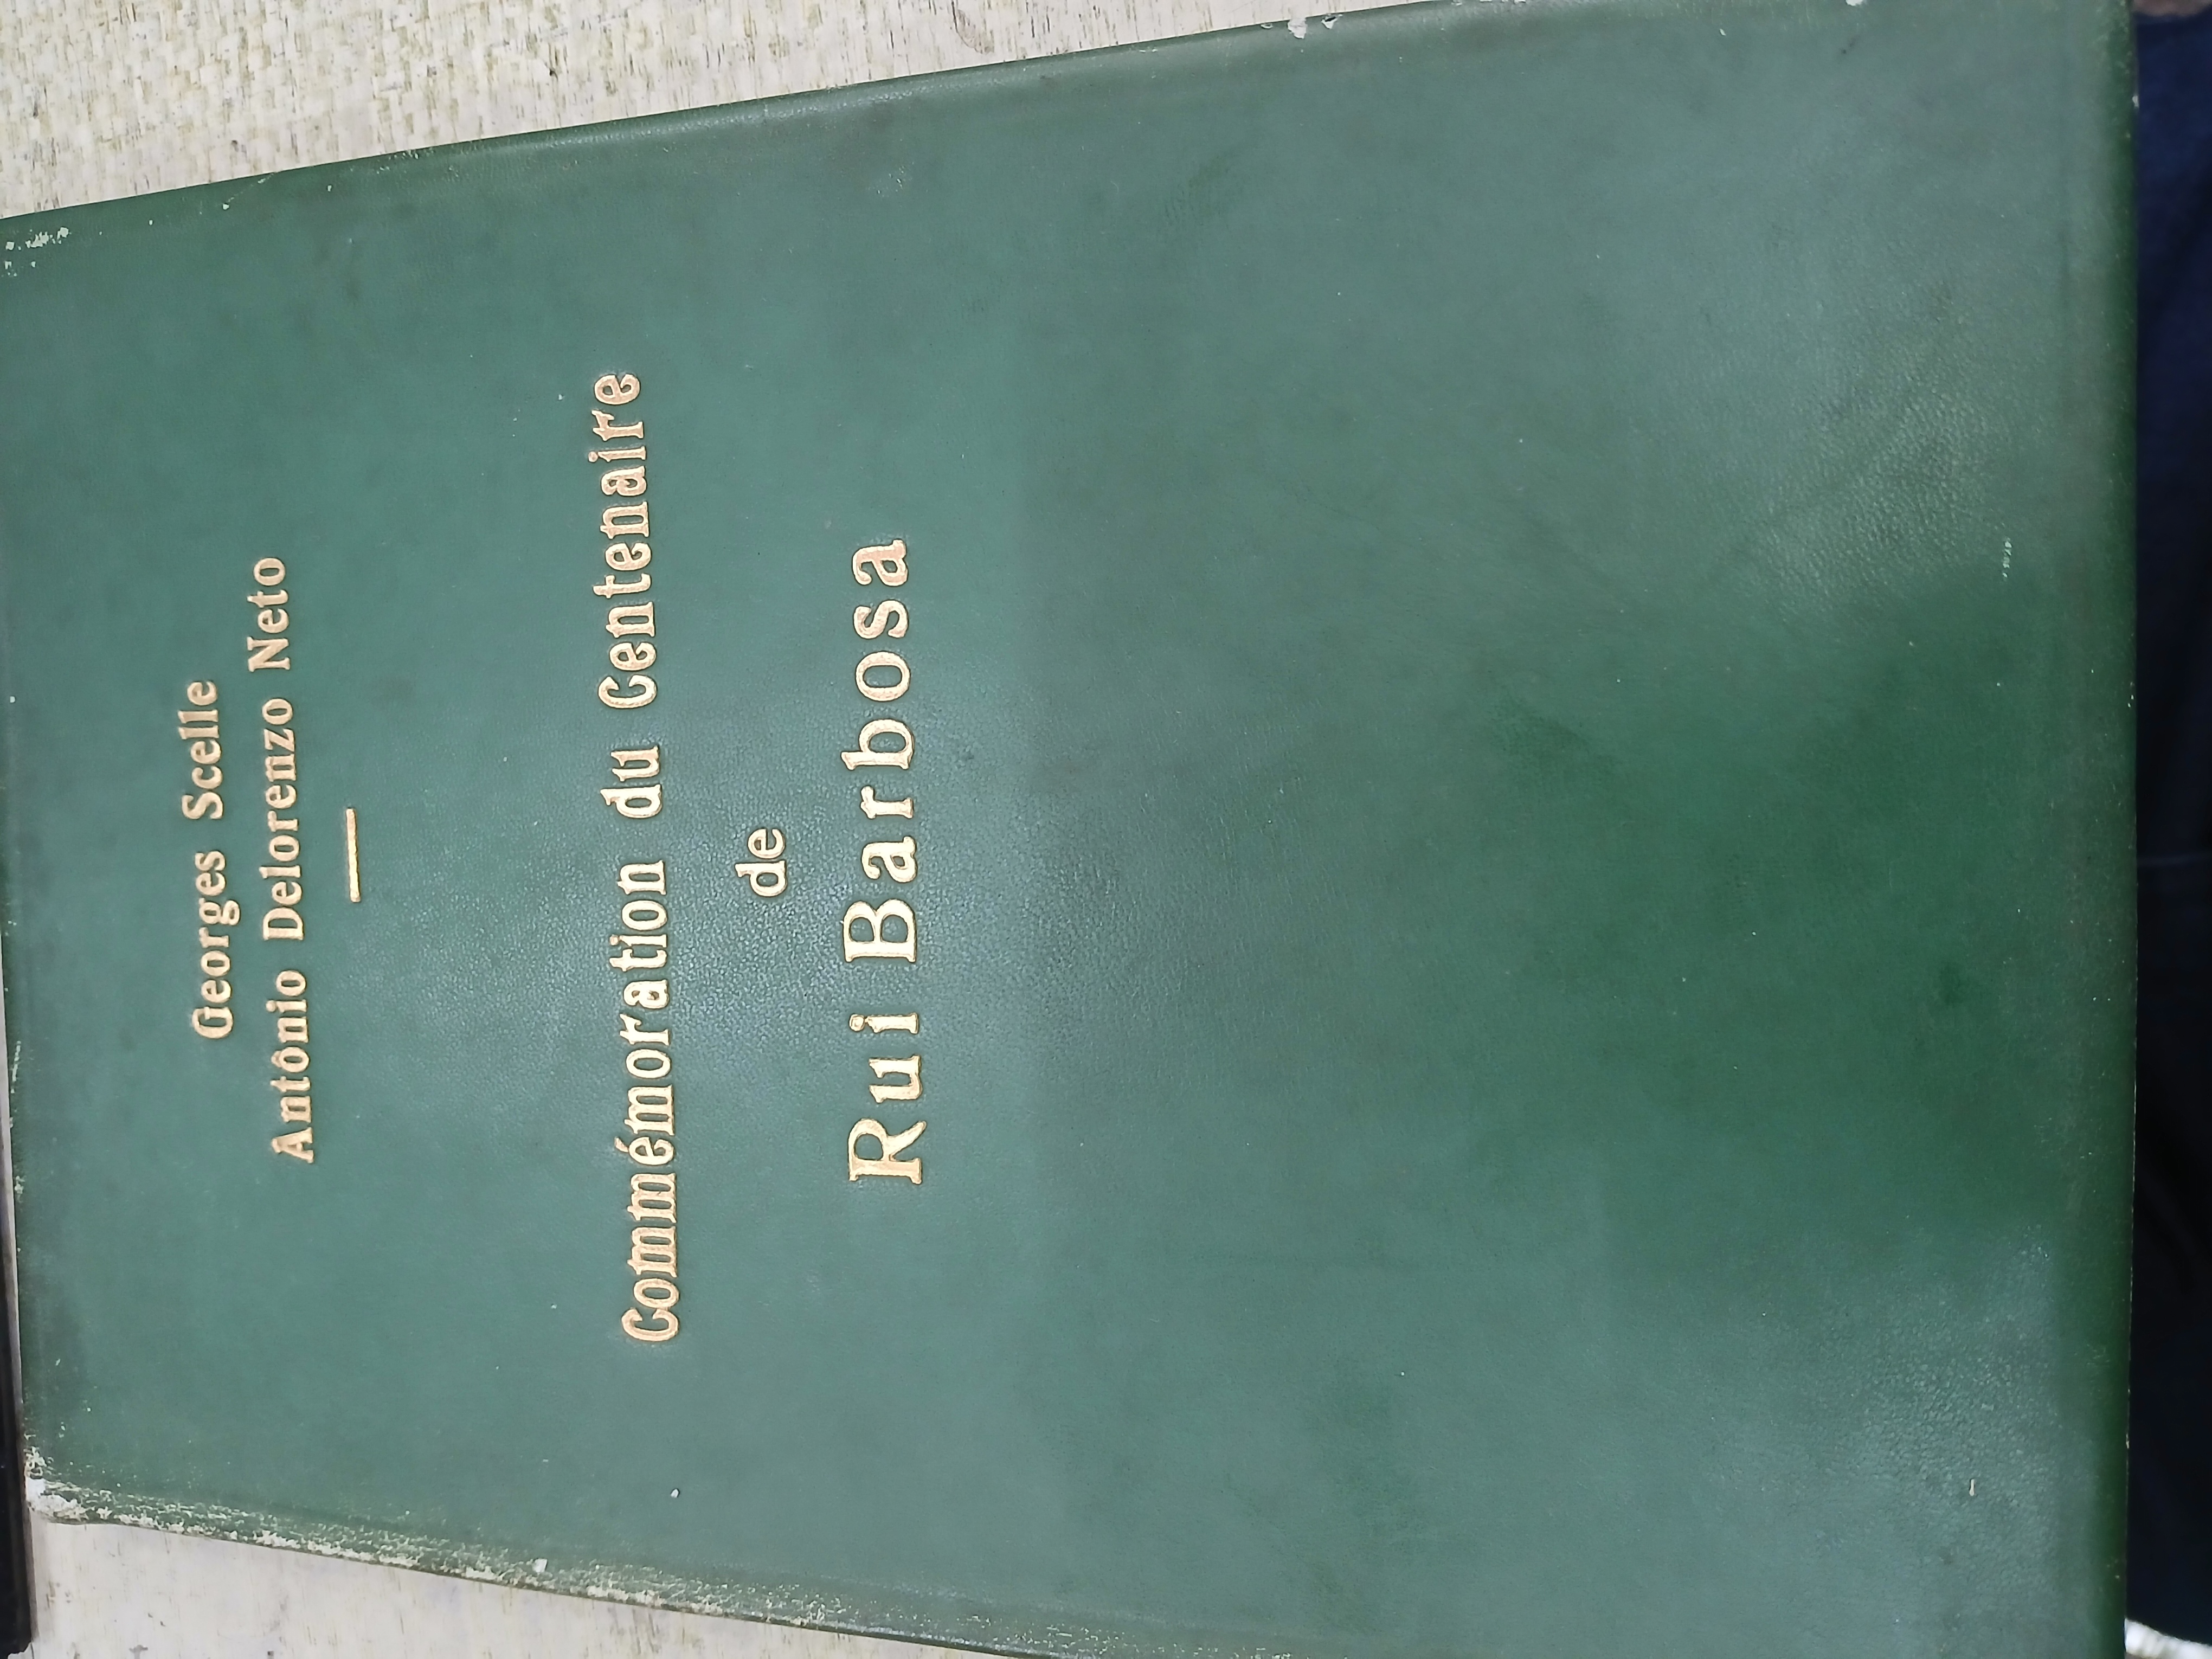 Georges Scelle
Antônio Delorenzo Neto
Commémoration du Centenaire
de
Rui Barbosa